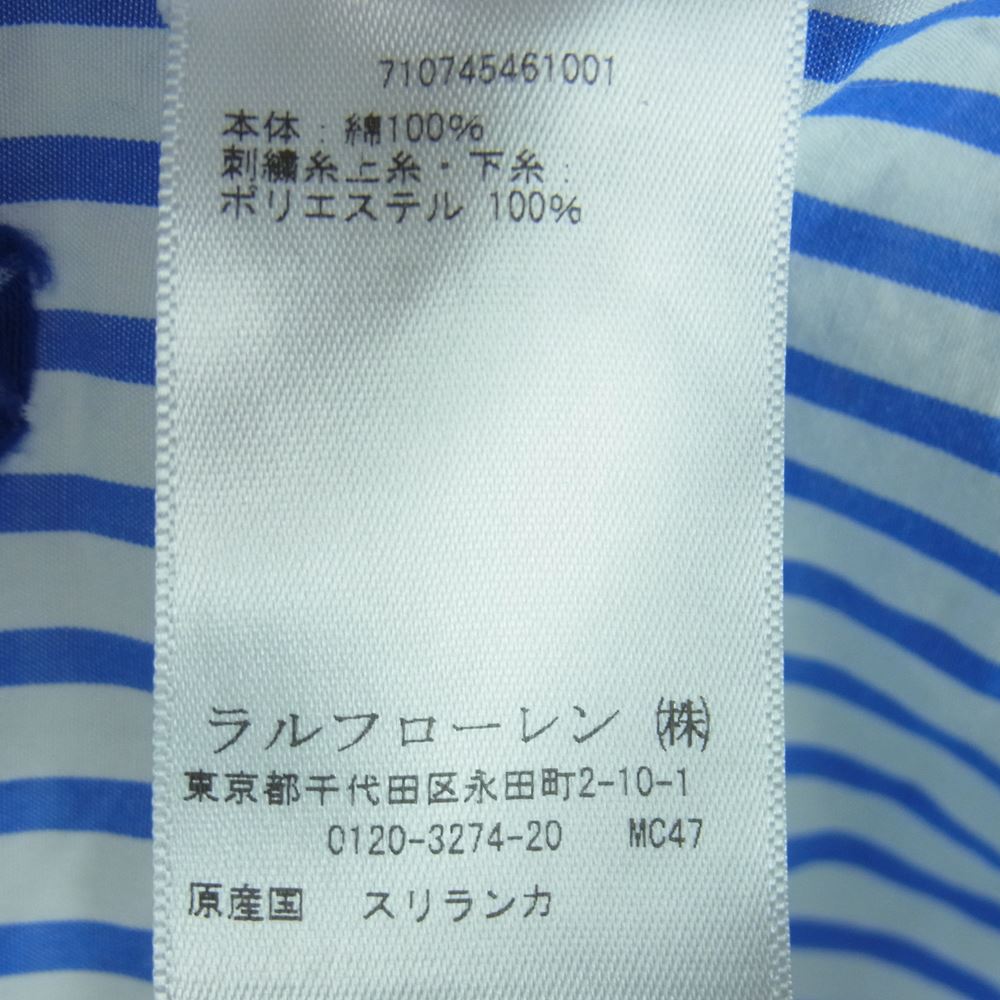 710745461001
本体：綿100%
刺繍糸上糸・下糸：
ポリエステル 100%
ラルフローレン ㈱
東京都千代田区永田町2-10-1
0120-3274-20 MC47
原産国 スリランカ